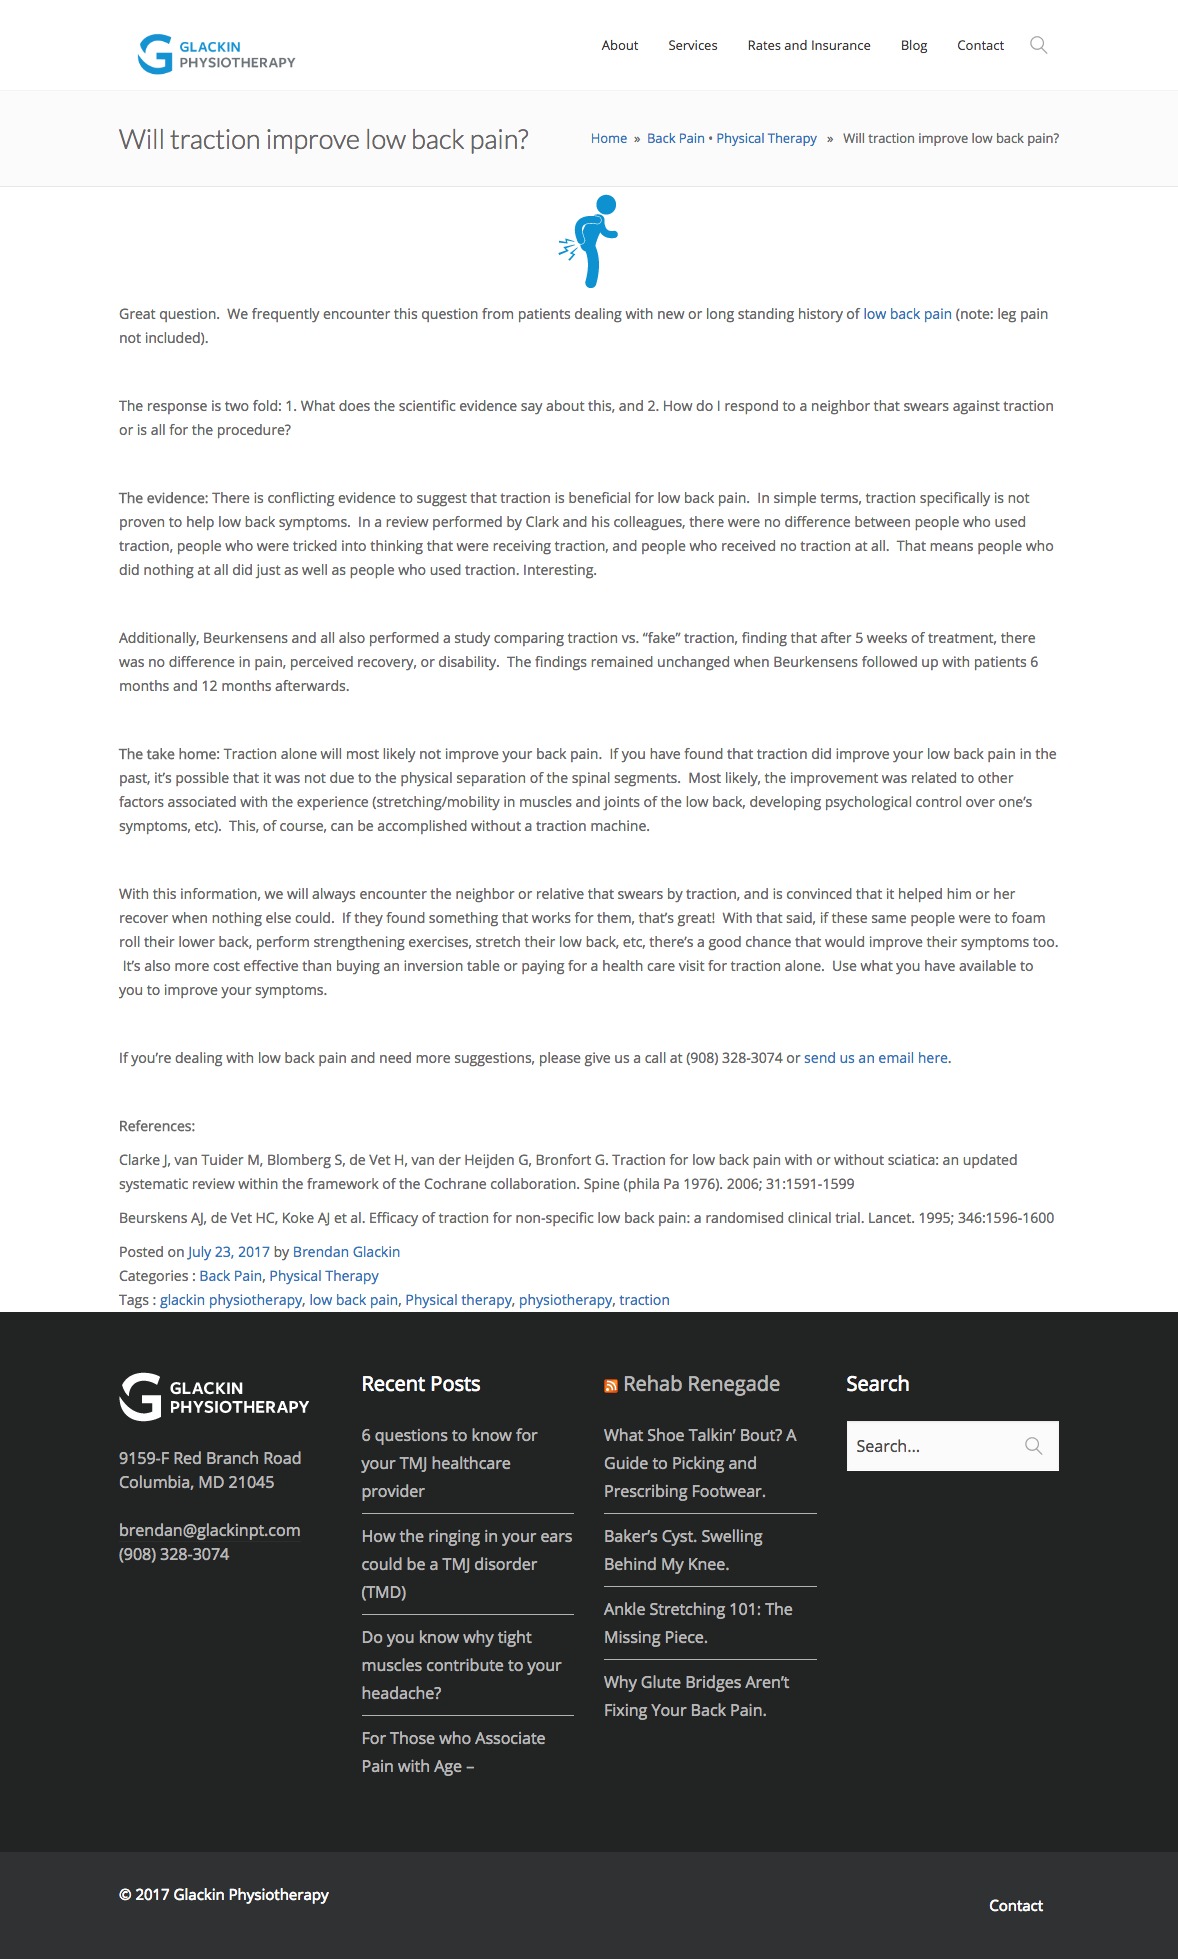 GLACKIN
PHYSIOTHERAPY
About Services Rates and Insurance Blog Contact
Will traction improve low back pain?
Home » Back Pain • Physical Therapy » Will traction improve low back pain?
Great question. We frequently encounter this question from patients dealing with new or long standing history of low back pain (note: leg pain
not included).
The response is two fold: 1. What does the scientific evidence say about this, and 2. How do I respond to a neighbor that swears against traction
or is all for the procedure?
The evidence: There is conflicting evidence to suggest that traction is beneficial for low back pain. In simple terms, traction specifically is not
proven to help low back symptoms. In a review performed by Clark and his colleagues, there were no difference between people who used
traction, people who were tricked into thinking that were receiving traction, and people who received no traction at all. That means people who
did nothing at all did just as well as people who used traction. Interesting.
Additionally, Beurkensens and all also performed a study comparing traction vs. “fake” traction, finding that after 5 weeks of treatment, there
was no difference in pain, perceived recovery, or disability. The findings remained unchanged when Beurkensens followed up with patients 6
months and 12 months afterwards.
The take home: Traction alone will most likely not improve your back pain. If you have found that traction did improve your low back pain in the
past, it’s possible that it was not due to the physical separation of the spinal segments. Most likely, the improvement was related to other
factors associated with the experience (stretching/mobility in muscles and joints of the low back, developing psychological control over one’s
symptoms, etc). This, of course, can be accomplished without a traction machine.
With this information, we will always encounter the neighbor or relative that swears by traction, and is convinced that it helped him or her
recover when nothing else could. If they found something that works for them, that’s great! With that said, if these same people were to foam
roll their lower back, perform strengthening exercises, stretch their low back, etc, there’s a good chance that would improve their symptoms too.
It’s also more cost effective than buying an inversion table or paying for a health care visit for traction alone. Use what you have available to
you to improve your symptoms.
If you’re dealing with low back pain and need more suggestions, please give us a call at (908) 328-3074 or send us an email here.
References:
Clarke J, van Tuider M, Blomberg S, de Vet H, van der Heijden G, Bronfort G. Traction for low back pain with or without sciatica: an updated
systematic review within the framework of the Cochrane collaboration. Spine (phila Pa 1976). 2006; 31:1591-1599
Beurskens AJ, de Vet HC, Koke AJ et al. Efficacy of traction for non-specific low back pain: a randomised clinical trial. Lancet. 1995; 346:1596-1600
Posted on July 23, 2017 by Brendan Glackin
Categories : Back Pain, Physical Therapy
Tags : glackin physiotherapy, low back pain, Physical therapy, physiotherapy, traction
GLACKIN
PHYSIOTHERAPY
9159-F Red Branch Road
Columbia, MD 21045
brendan@glackinpt.com
(908) 328-3074
Recent Posts
6 questions to know for
your TMJ healthcare
provider
How the ringing in your ears
could be a TMJ disorder
(TMD)
Do you know why tight
muscles contribute to your
headache?
For Those who Associate
Pain with Age –
Rehab Renegade
What Shoe Talkin’ Bout? A
Guide to Picking and
Prescribing Footwear.
Baker’s Cyst. Swelling
Behind My Knee.
Ankle Stretching 101: The
Missing Piece.
Why Glute Bridges Aren’t
Fixing Your Back Pain.
Search
Search...
© 2017 Glackin Physiotherapy
Contact